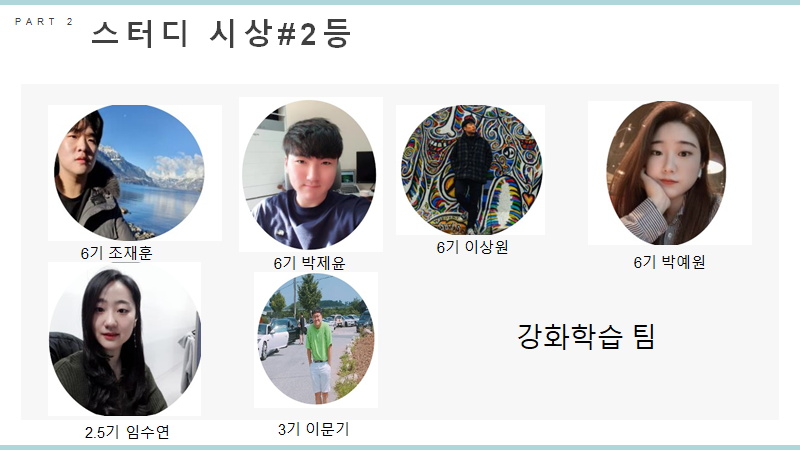 PART 2
스터디 시상#2등
6기 조재훈
6기 박제윤
6기 이상원
6기 박예원
2.5기 임수연
3기 이문기
강화학습 팀